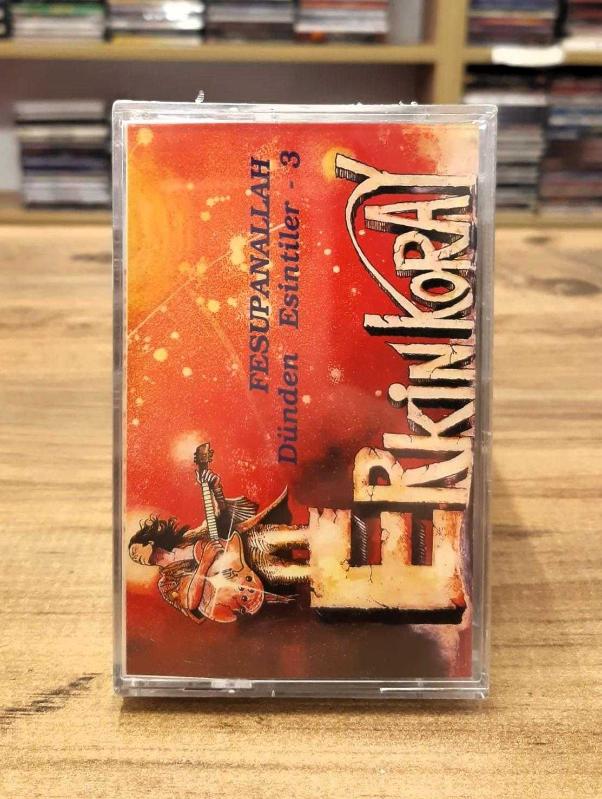 FESUPANALLAH
Dünden Esintiler - 3
ERKİN KORAY